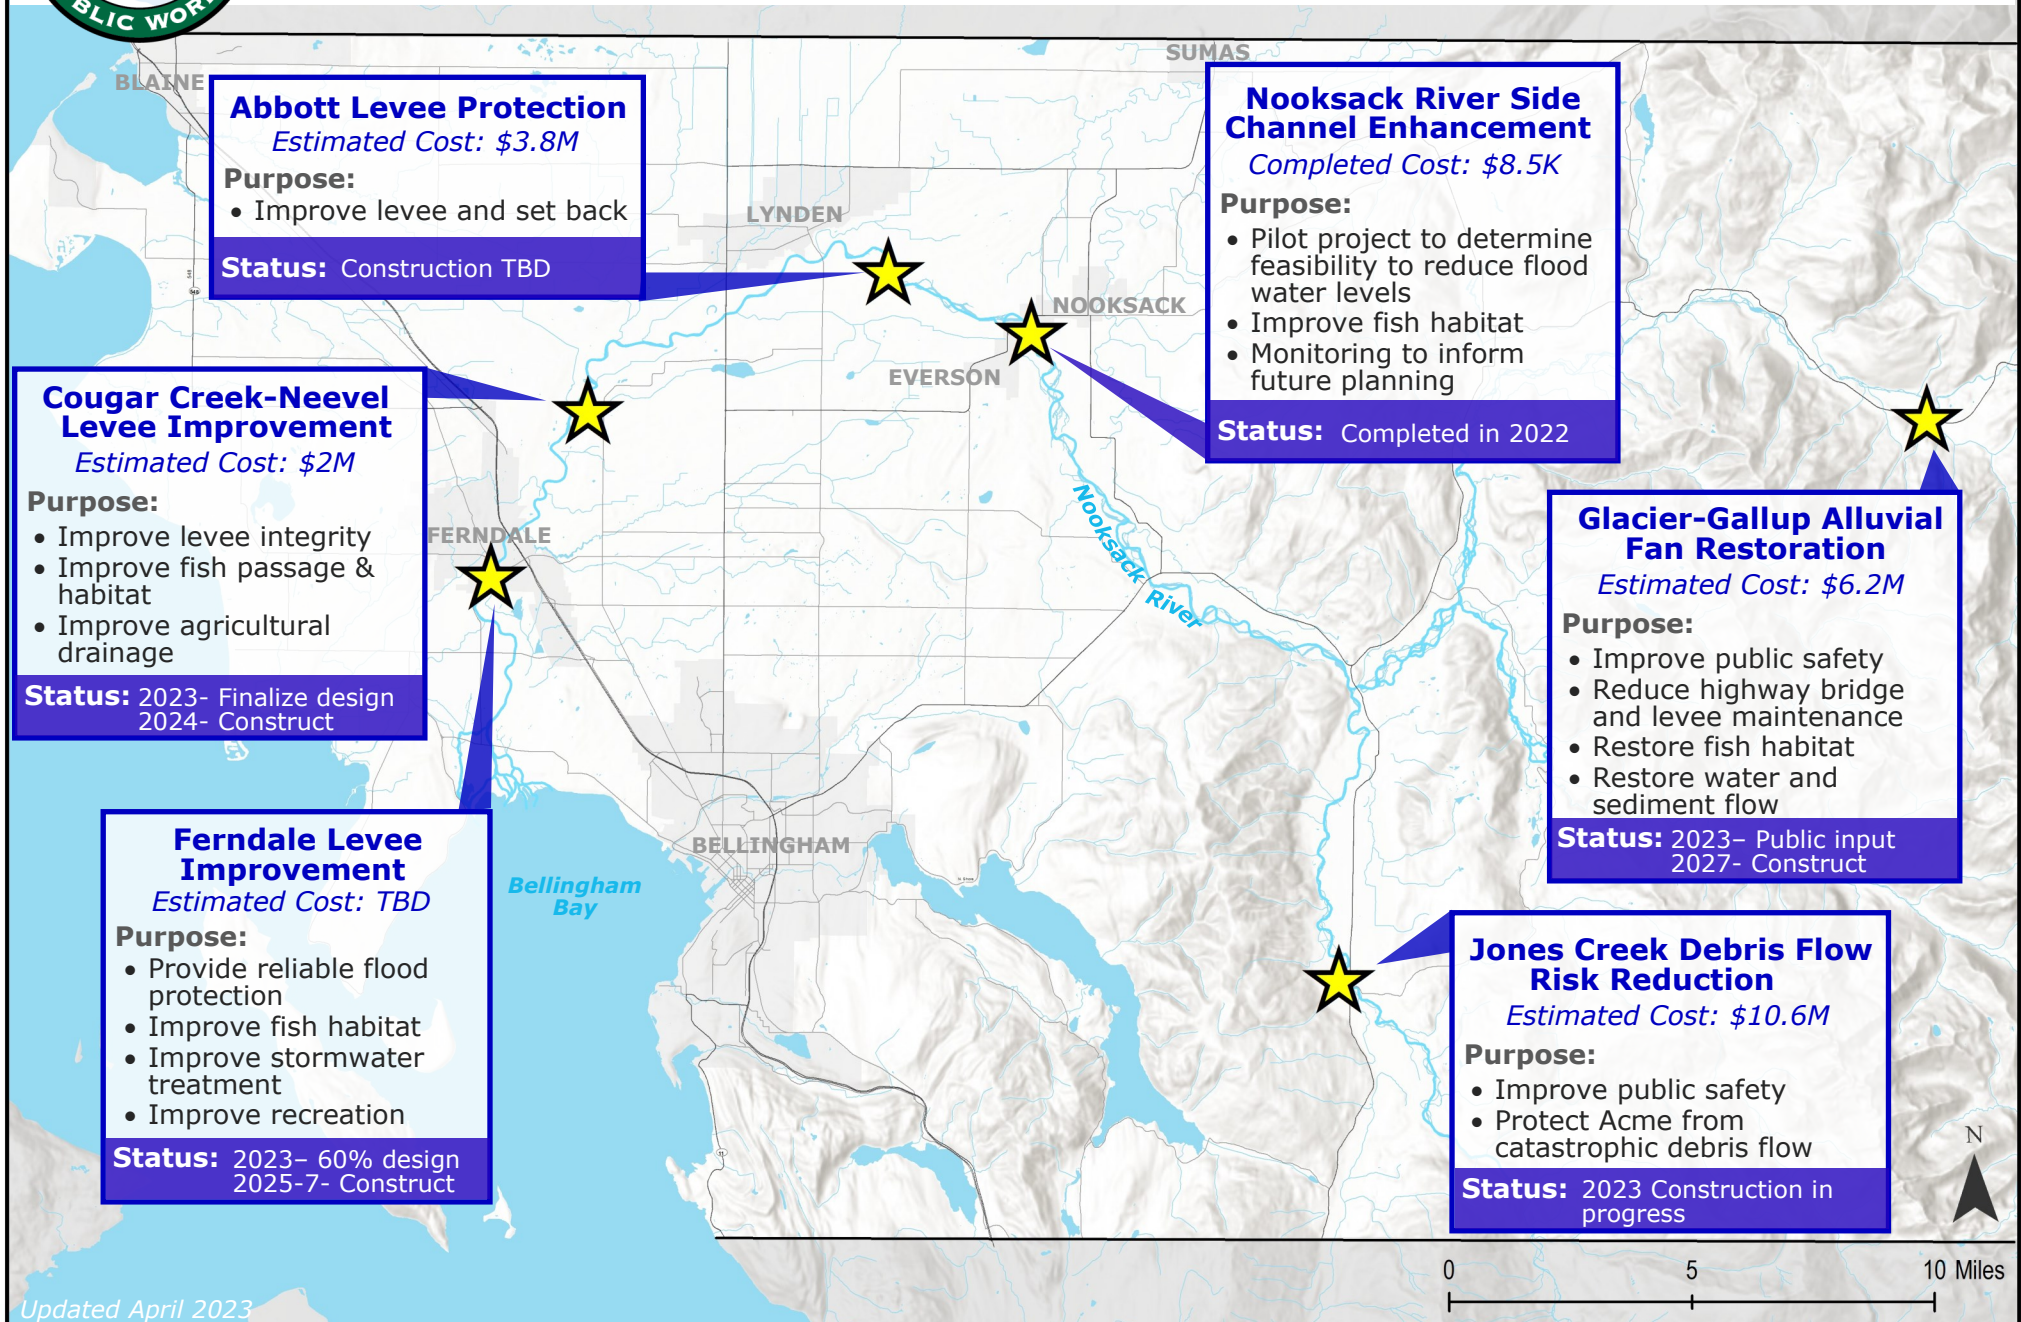 BLIC WOR
BLAINE
SUMAS
Abbott Levee Protection
Estimated Cost: $3.8M
Purpose:
• Improve levee and set back
Status: Construction TBD
Nooksack River Side
Channel Enhancement
Completed Cost: $8.5K
Purpose:
• Pilot project to determine
feasibility to reduce flood
water levels
• Improve fish habitat
• Monitoring to inform
future planning
Status: Completed in 2022
LYNDEN
NOOKSACK
EVERSON
Cougar Creek-Neevel
Levee Improvement
Estimated Cost: $2M
Purpose:
• Improve levee integrity
• Improve fish passage &
habitat
• Improve agricultural
drainage
Status: 2023- Finalize design
2024- Construct
FERNDALE
Nooksack
River
Glacier-Gallup Alluvial
Fan Restoration
Estimated Cost: $6.2M
Purpose:
• Improve public safety
• Reduce highway bridge
and levee maintenance
• Restore fish habitat
• Restore water and
sediment flow
Status: 2023– Public input
2027- Construct
Ferndale Levee
Improvement
Estimated Cost: TBD
Purpose:
• Provide reliable flood
protection
• Improve fish habitat
• Improve stormwater
treatment
• Improve recreation
Status: 2023– 60% design
2025-7- Construct
BELLINGHAM
Bellingham
Bay
Jones Creek Debris Flow
Risk Reduction
Estimated Cost: $10.6M
Purpose:
• Improve public safety
• Protect Acme from
catastrophic debris flow
Status: 2023 Construction in
progress
N
0 5 10 Miles
Updated April 2023